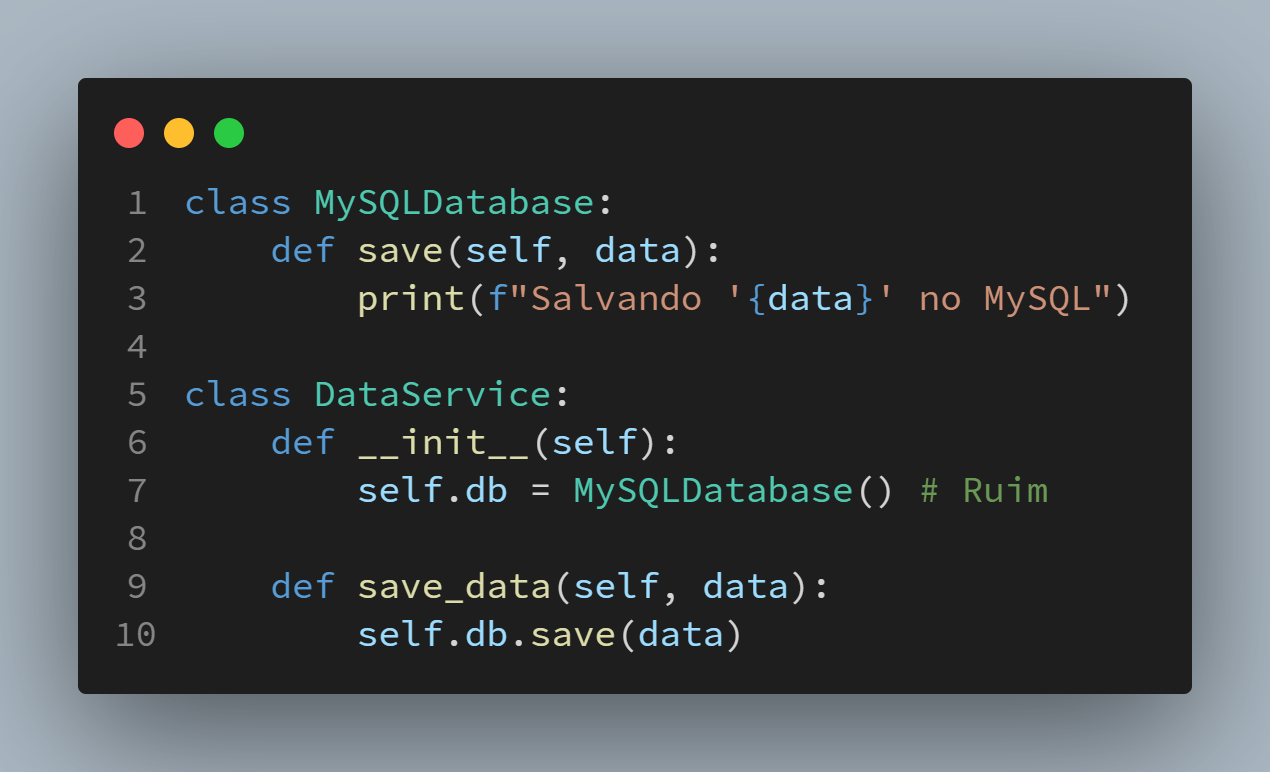 1 class MySQLDatabase:
2     def save(self, data):
3         print(f"Salvando '{data}' no MySQL")
4
5 class DataService:
6     def __init__(self):
7         self.db = MySQLDatabase() # Ruim
8
9     def save_data(self, data):
10         self.db.save(data)